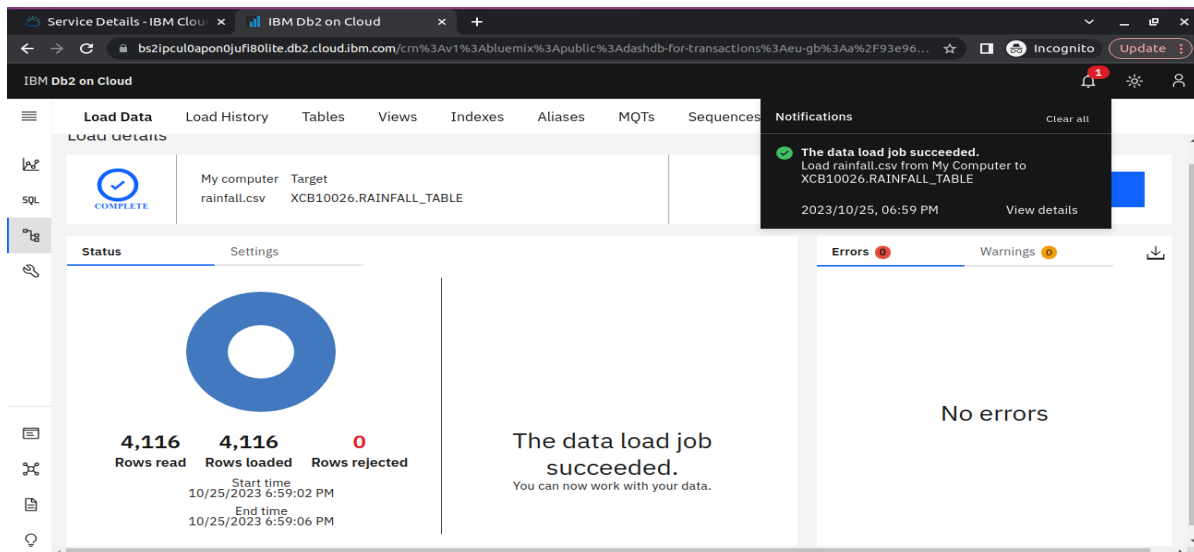 Service Details - IBM Clou
IBM Db2 on Cloud
bs2ipcul0apon0jufi80lite.db2.cloud.ibm.com/crn%3Av1%3Abluemix%3Apublic%3Adashdb-for-transactions%3Aeu-gb%3Aa%2F93e96...
Incognito
Update
IBM Db2 on Cloud
1
Load Data Load History Tables Views Indexes Aliases MQTs Sequences
Notifications
Clear all
The data load job succeeded.
Load rainfall.csv from My Computer to
XCB10026.RAINFALL_TABLE
2023/10/25, 06:59 PM View details
Load details
COMPLETE
My computer Target
rainfall.csv XCB10026.RAINFALL_TABLE
SQL
Status Settings
Errors 0 Warnings 0
4,116 4,116 0
Rows read Rows loaded Rows rejected
Start time
10/25/2023 6:59:02 PM
End time
10/25/2023 6:59:06 PM
The data load job
succeeded.
You can now work with your data.
No errors